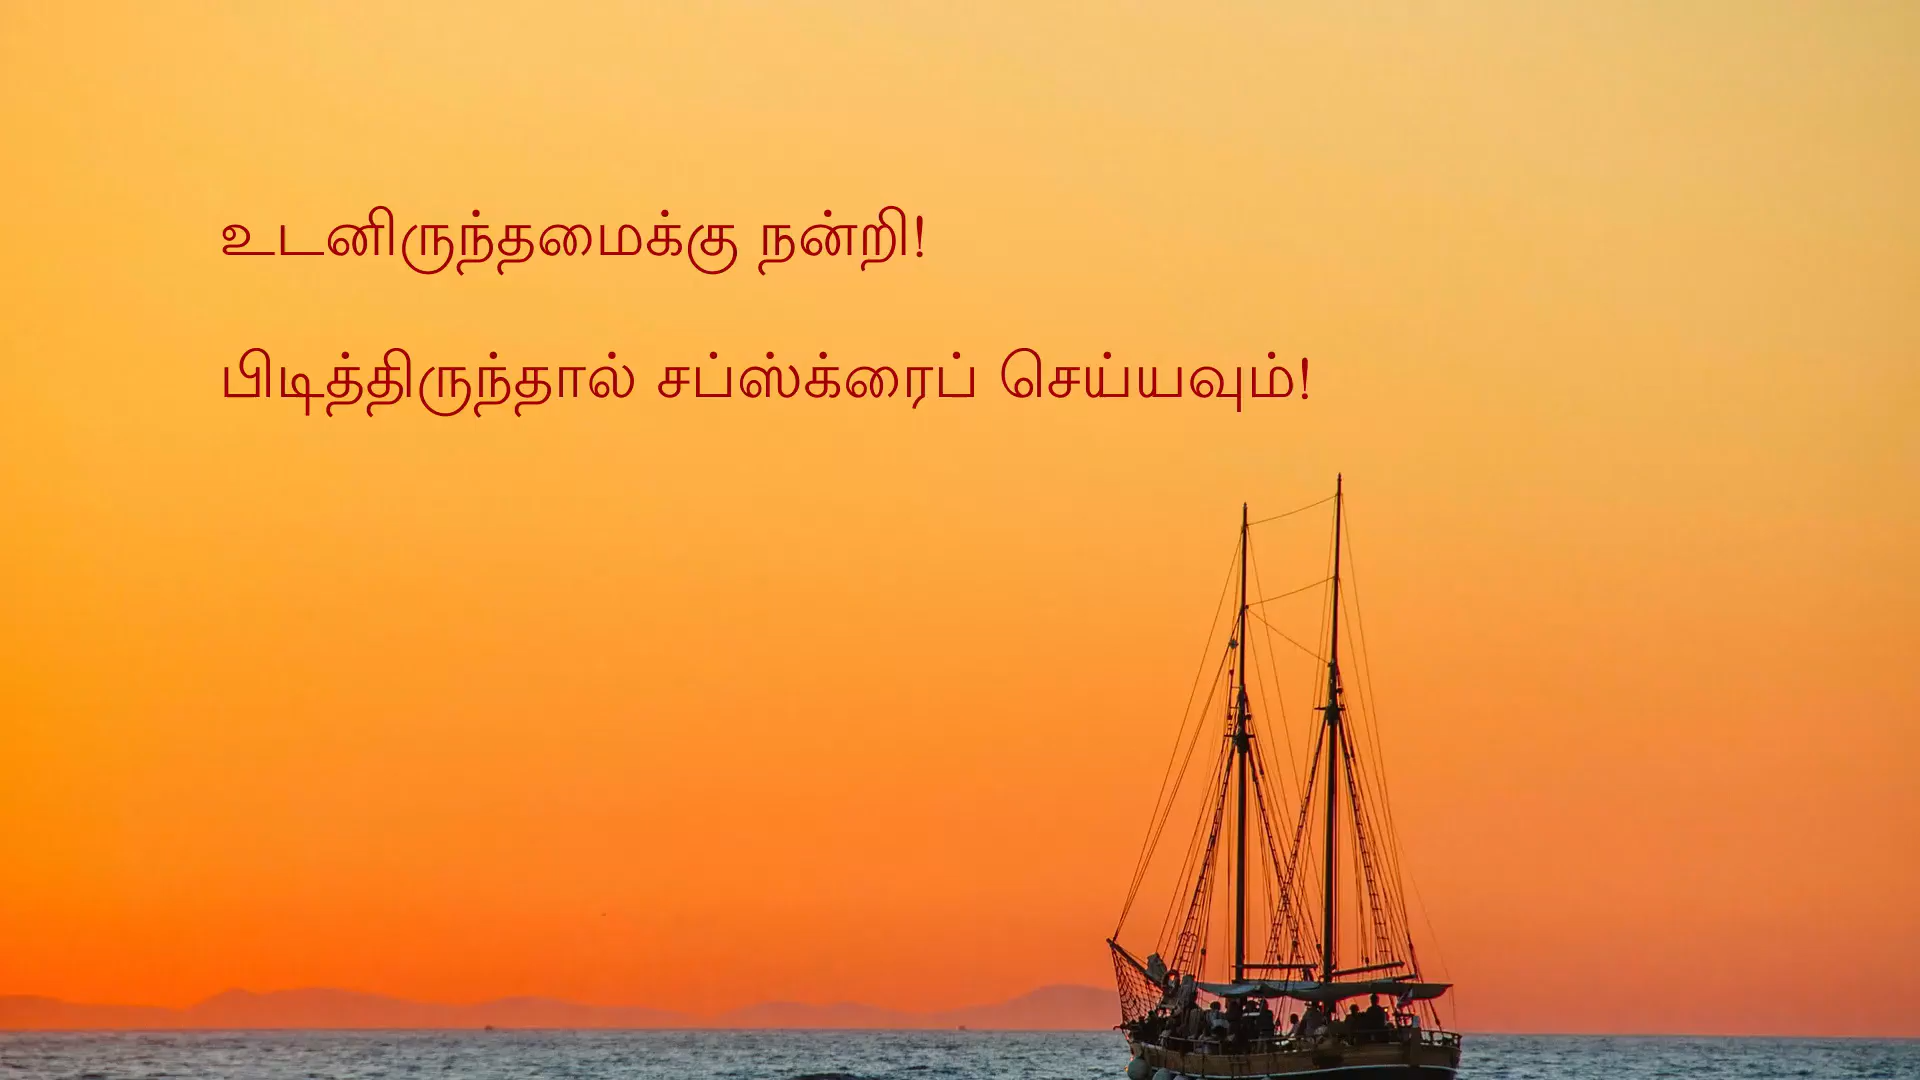 உடனிருந்தமைக்கு நன்றி!
பிடித்திருந்தால் சப்ஸ்க்ரைப் செய்யவும்!